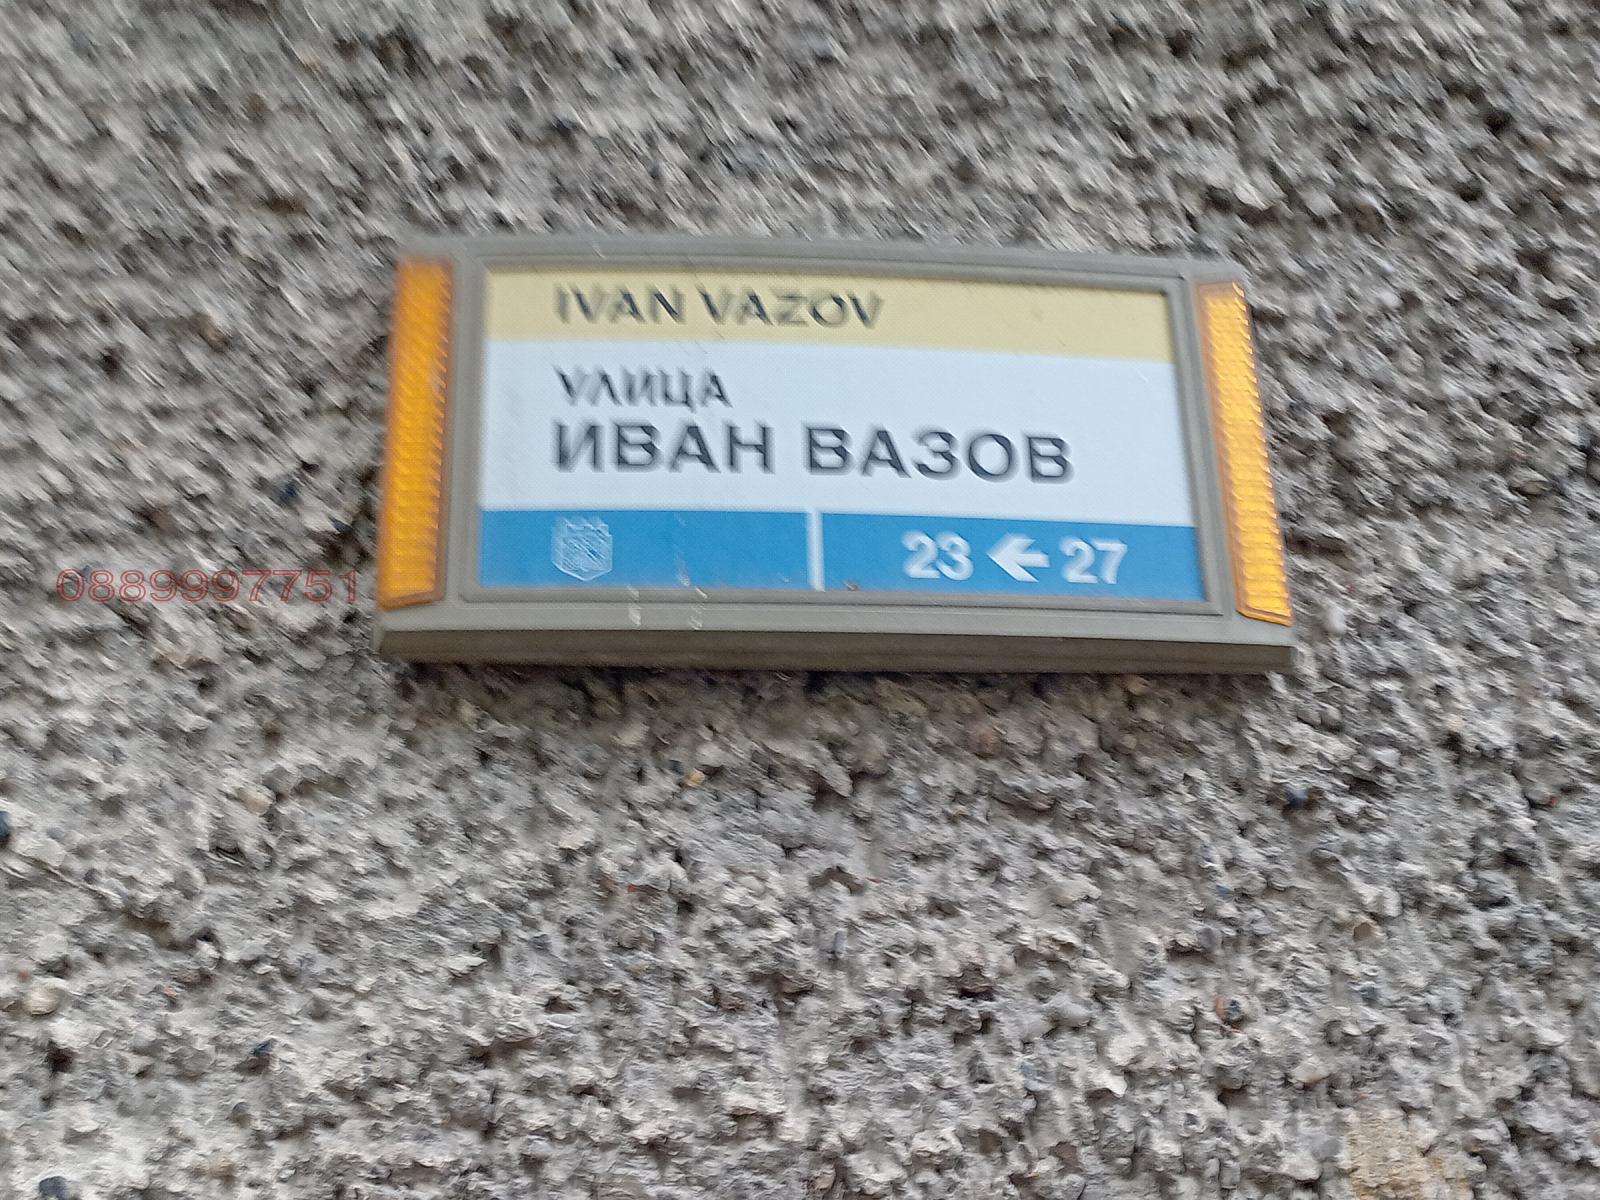 IVAN VAZOV
УЛИЦА
ИВАН ВАЗОВ
23 ← 27
0889997751